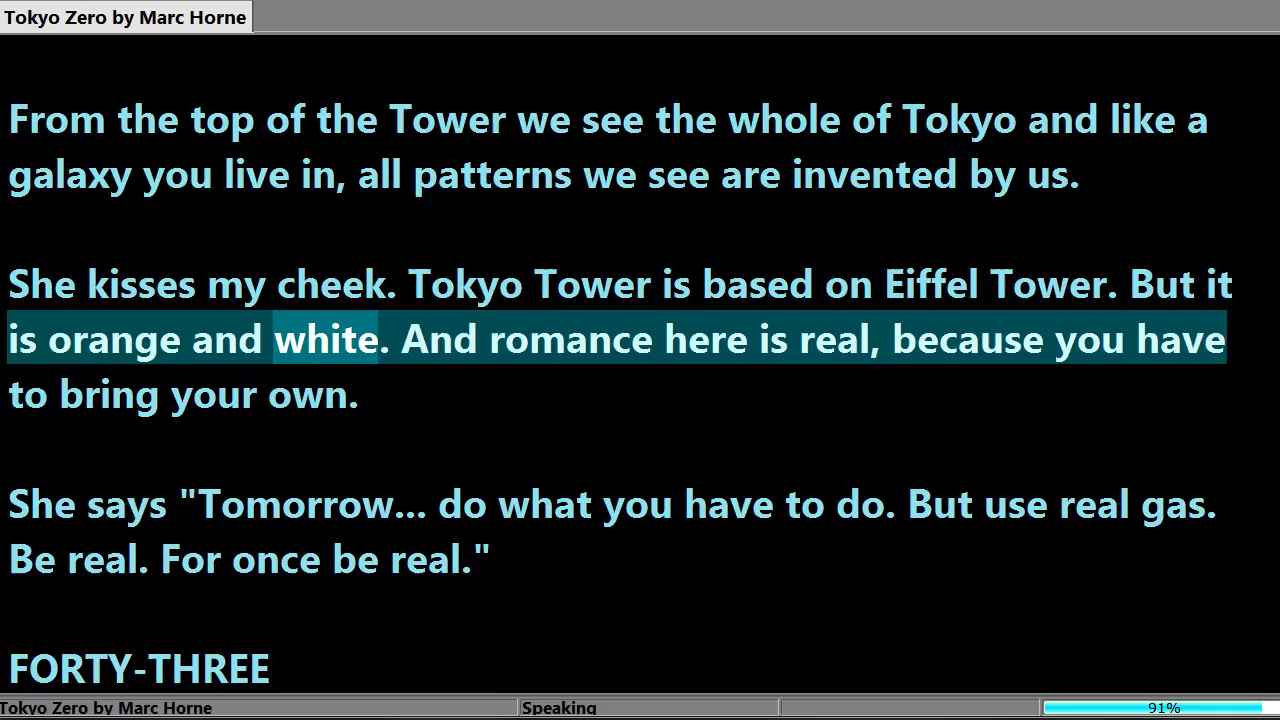 Tokyo Zero by Marc Horne
From the top of the Tower we see the whole of Tokyo and like a
galaxy you live in, all patterns we see are invented by us.
She kisses my cheek. Tokyo Tower is based on Eiffel Tower. But it
is orange and white. And romance here is real, because you have
to bring your own.
She says "Tomorrow... do what you have to do. But use real gas.
Be real. For once be real."
FORTY-THREE
Tokyo Zero by Marc Horne Speaking 91%